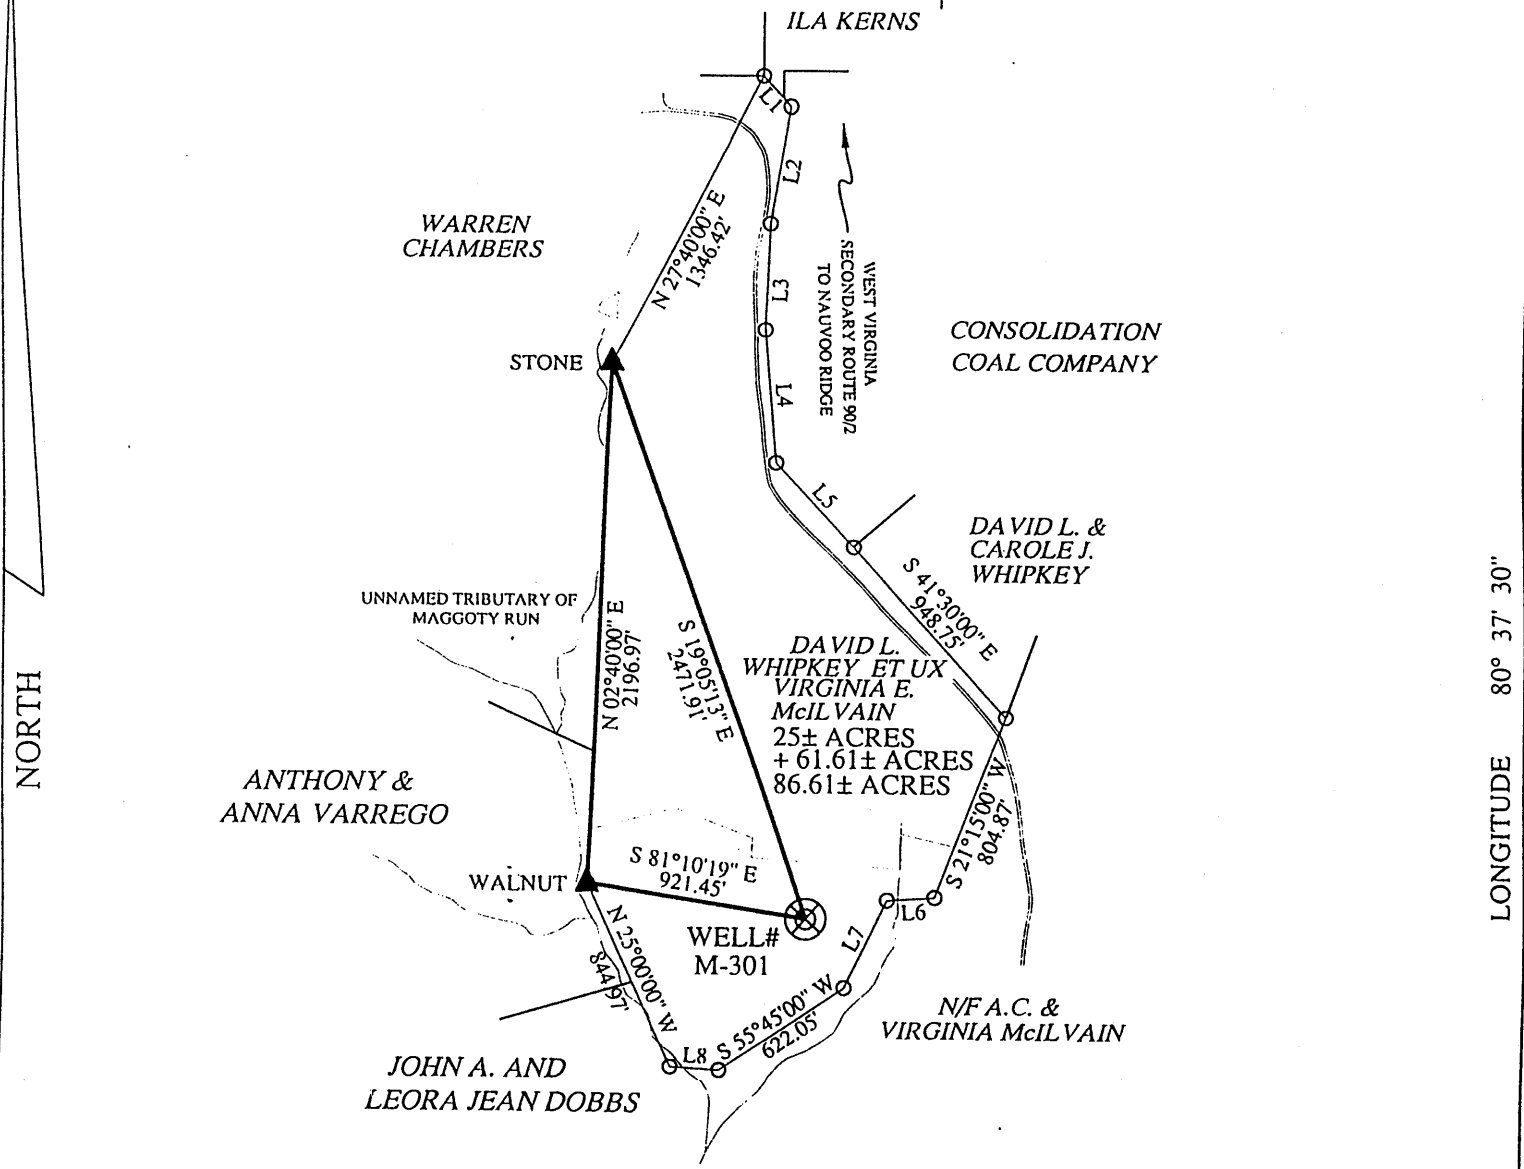 ILA KERNS
L1
L2
WARREN
CHAMBERS
N 27°40'00" E
1346.42'
L3
WEST VIRGINIA
SECONDARY ROUTE 90/2
TO NAUVOO RIDGE
CONSOLIDATION
COAL COMPANY
STONE
L4
L5
DAVID L. &
CAROLE J.
WHIPKEY
S 41°30'00" E
948.75'
UNNAMED TRIBUTARY OF
MAGGOTY RUN
N 02°40'00" E
2196.97'
S 19°05'13" E
2471.91'
DAVID L.
WHIPKEY ET UX
VIRGINIA E.
McILVAIN
25± ACRES
+ 61.61± ACRES
86.61± ACRES
NORTH
LONGITUDE 80° 37' 30"
ANTHONY &
ANNA VARREGO
S 21°15'00" W
804.87'
WALNUT
S 81°10'19" E
921.45'
L6
L7
WELL#
M-301
N 25°00'00" W
844.97'
S 55°45'00" W
622.05'
L8
N/F A.C. &
VIRGINIA McILVAIN
JOHN A. AND
LEORA JEAN DOBBS